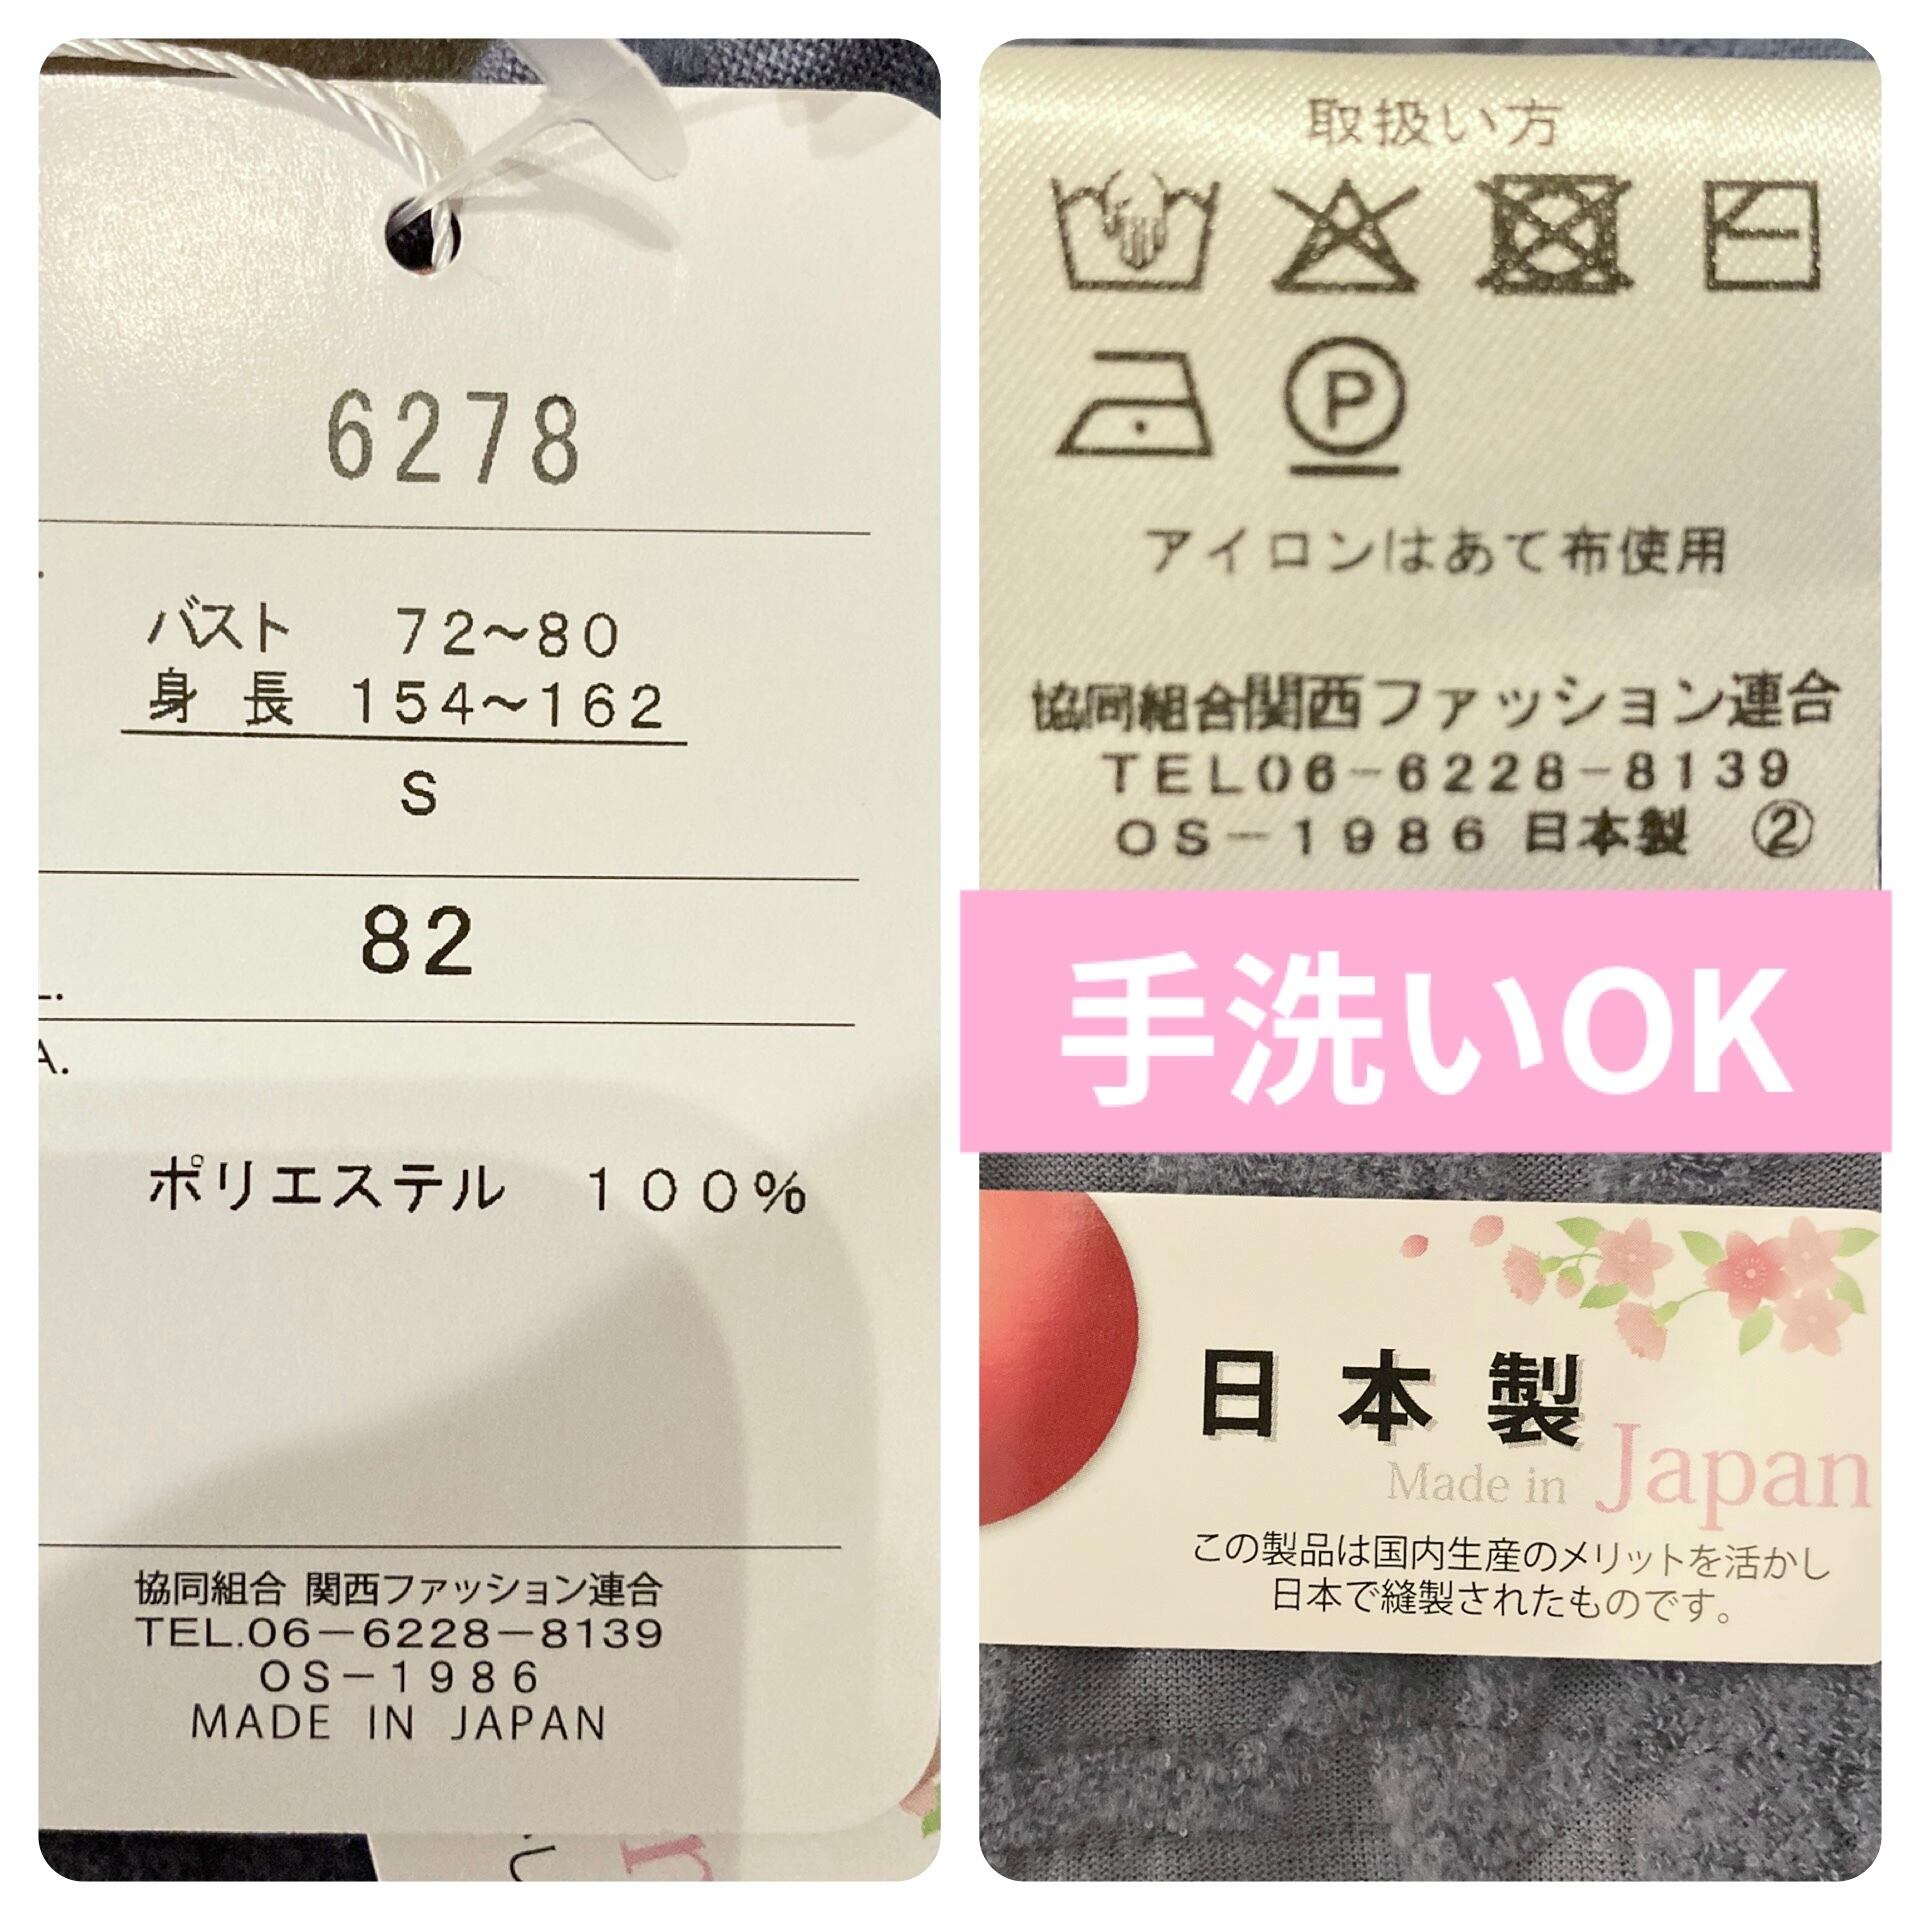 6278
バスト 72～80
身長 154～162
S
82
L.
A.
ポリエステル 100%
協同組合 関西ファッション連合
TEL.06－6228－8139
OS－1986
MADE IN JAPAN
取扱い方
P
アイロンはあて布使用
協同組合関西ファッション連合
TEL06－6228－8139
OS－1986 日本製 ②
手洗いOK
日本製
Made in Japan
この製品は国内生産のメリットを活かし
日本で縫製されたものです。